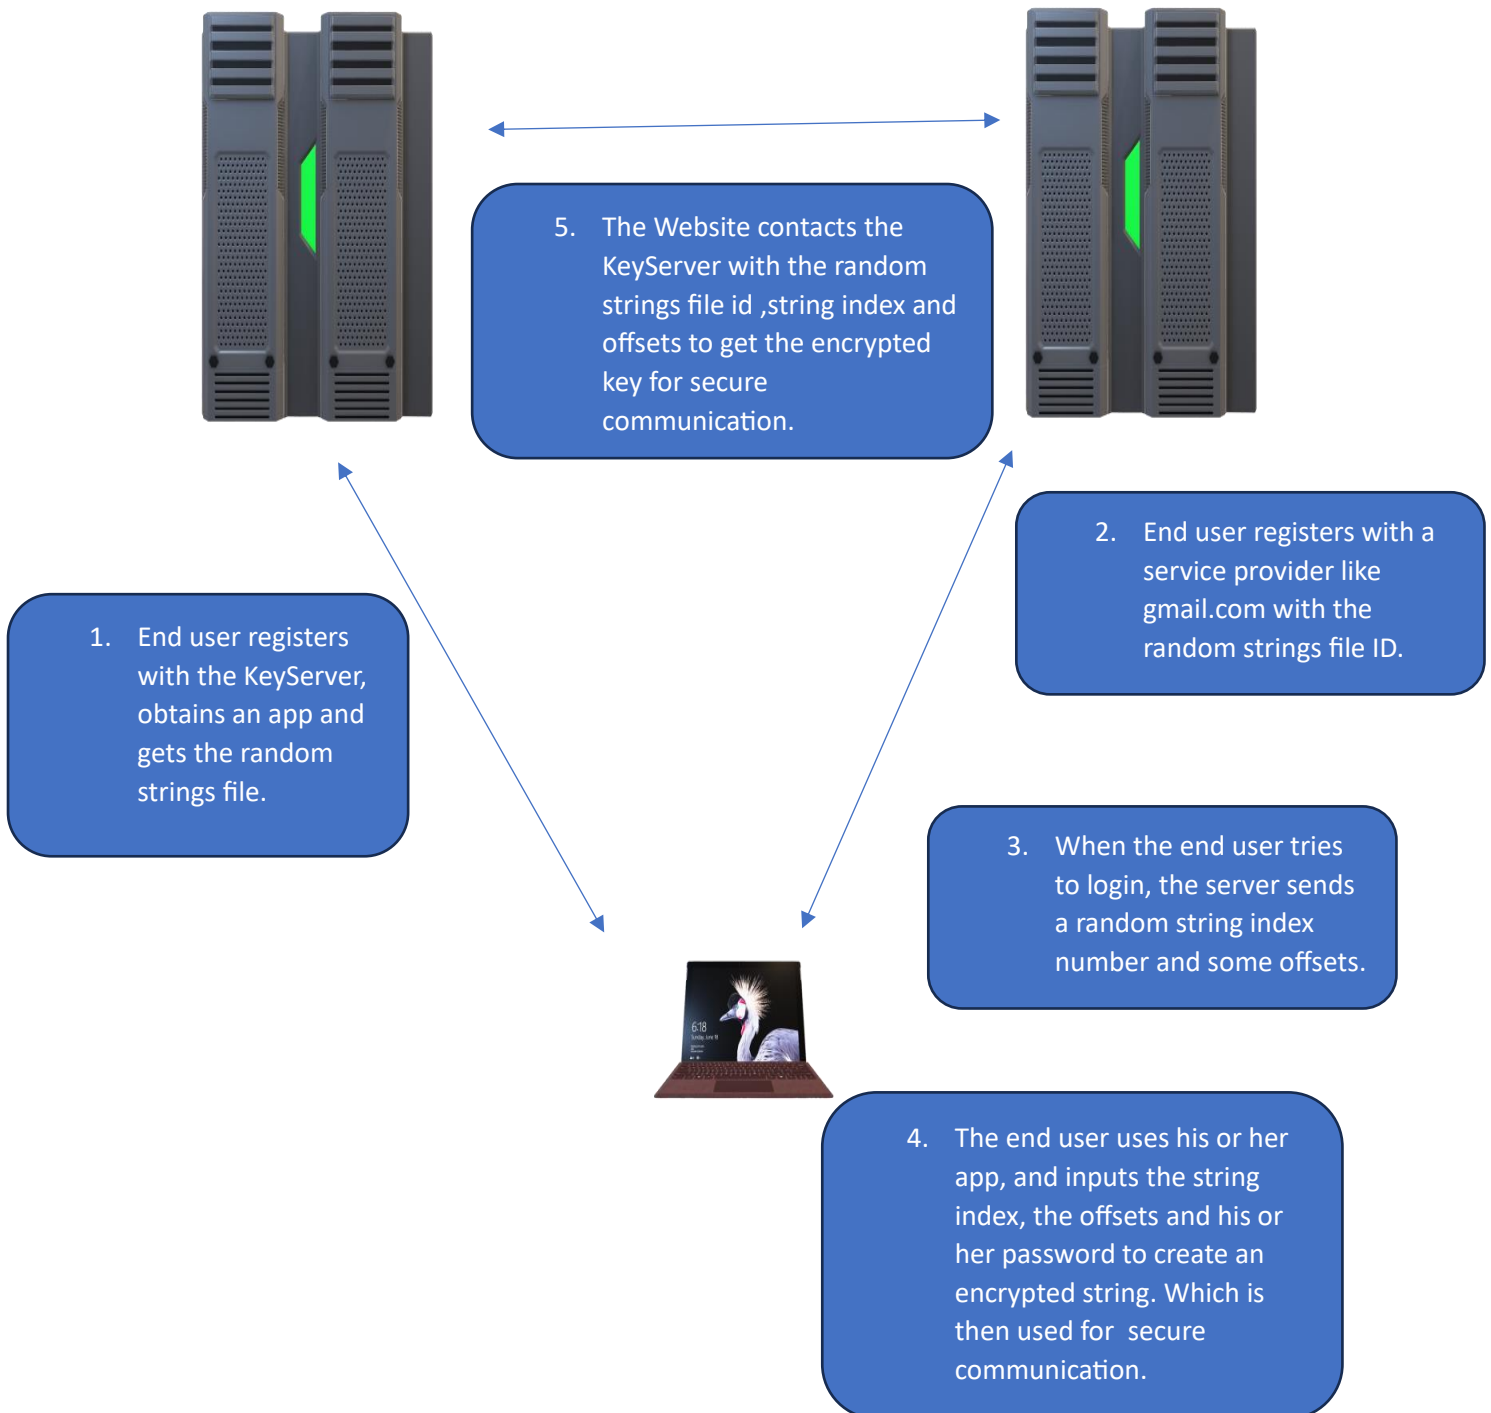 5. The Website contacts the
KeyServer with the random
strings file id ,string index and
offsets to get the encrypted
key for secure
communication.
2. End user registers with a
service provider like
gmail.com with the
random strings file ID.
1. End user registers
with the KeyServer,
obtains an app and
gets the random
strings file.
3. When the end user tries
to login, the server sends
a random string index
number and some offsets.
6:18
Sunday, June 18
4. The end user uses his or her
app, and inputs the string
index, the offsets and his or
her password to create an
encrypted string. Which is
then used for  secure
communication.